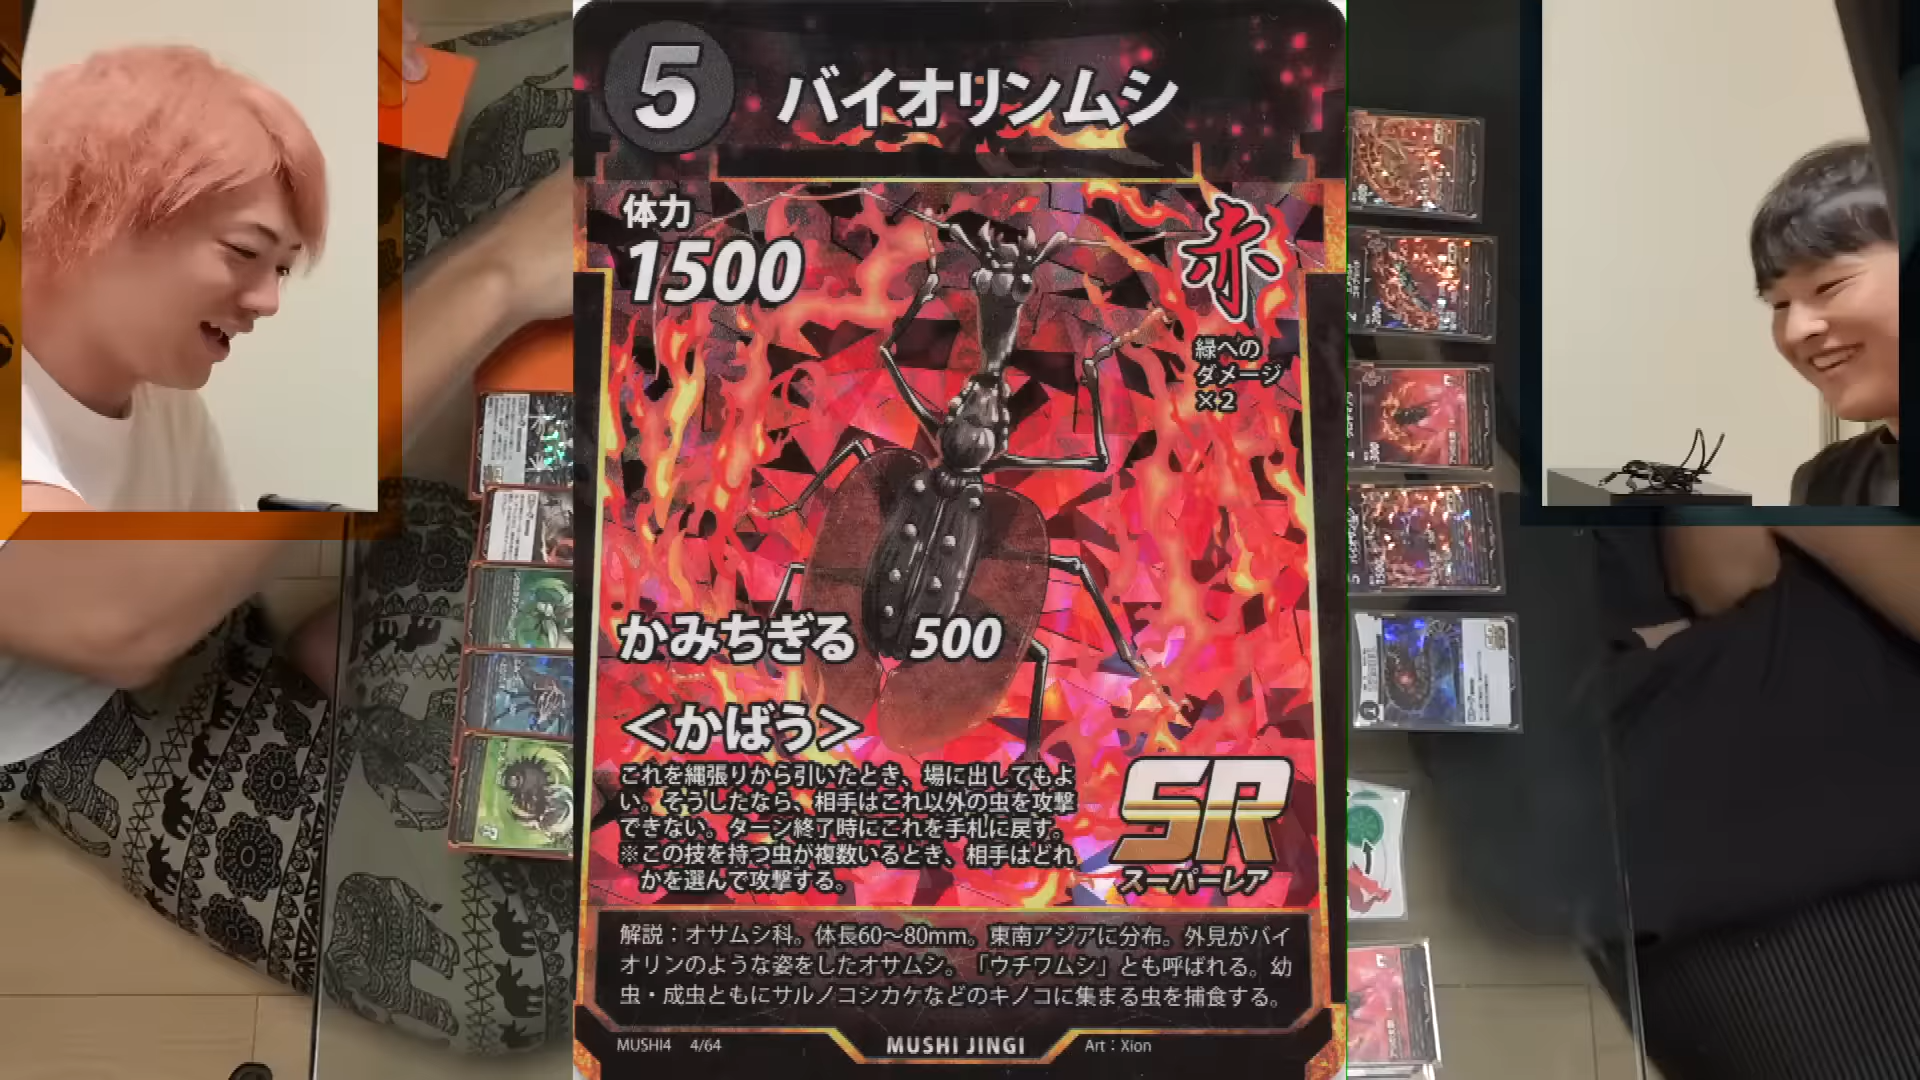 5
バイオリンムシ
体力
1500
赤
緑への
ダメージ
×2
かみちぎる 500
＜かばう＞
これを縄張りから引いたとき、場に出してもよ
い。そうしたなら、相手はこれ以外の虫を攻撃
できない。ターン終了時にこれを手札に戻す。
※この技を持つ虫が複数いるとき、相手はどれ
かを選んで攻撃する。
SR
スーパーレア
解説：オサムシ科。体長60～80mm。東南アジアに分布。外見がバイ
オリンのような姿をしたオサムシ。「ウチワムシ」とも呼ばれる。幼
虫・成虫ともにサルノコシカケなどのキノコに集まる虫を捕食する。
MUSHI4 4/64
MUSHI JINGI
Art：Xion